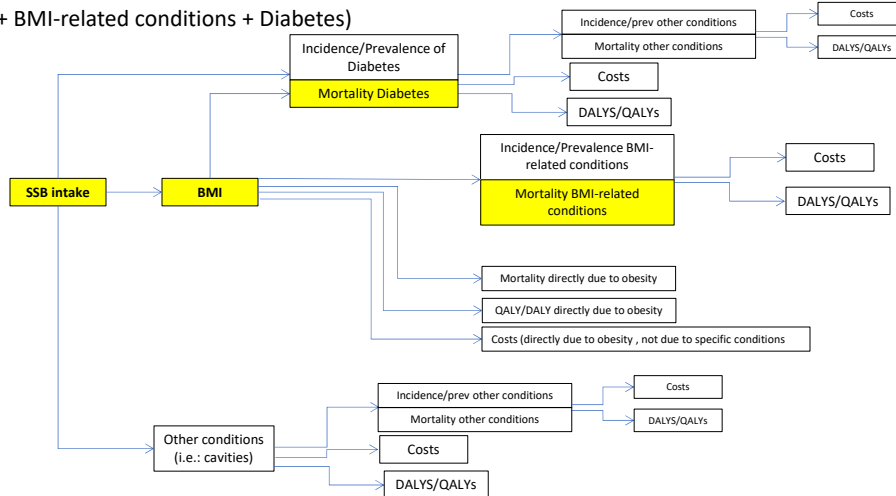 + BMI-related conditions + Diabetes)
Incidence/prev other conditions
Mortality other conditions
Costs
DALYS/QALYs
Incidence/Prevalence of
Diabetes
Mortality Diabetes
Costs
DALYS/QALYs
Incidence/Prevalence BMI-
related conditions
Mortality BMI-related
conditions
Costs
DALYS/QALYs
SSB intake
BMI
Mortality directly due to obesity
QALY/DALY directly due to obesity
Costs (directly due to obesity , not due to specific conditions
Incidence/prev other conditions
Mortality other conditions
Costs
DALYS/QALYs
Other conditions
(i.e.: cavities)
Costs
DALYS/QALYs